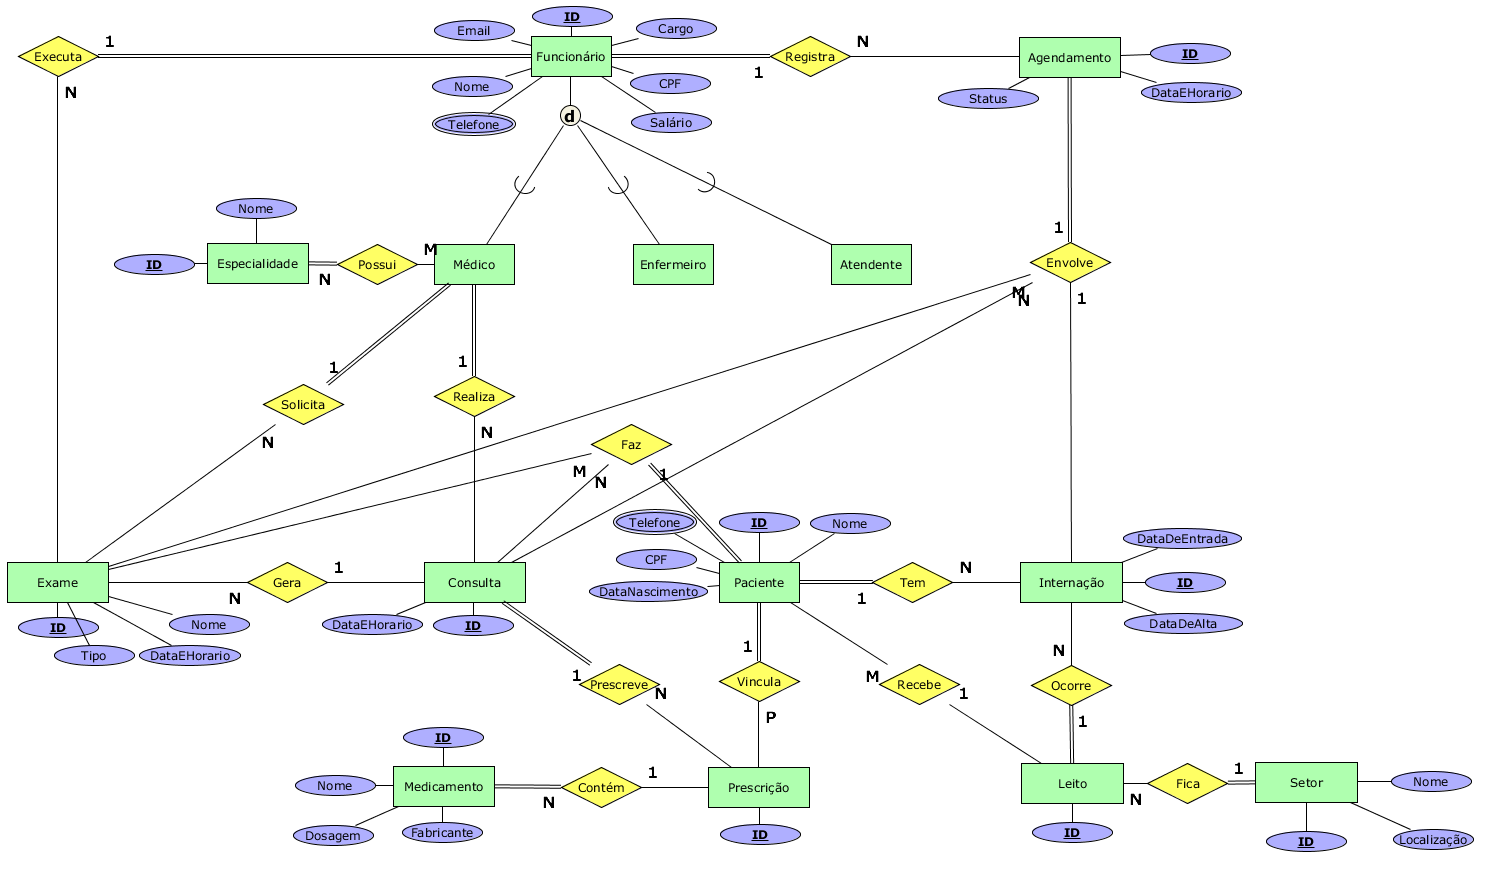 ID
Email
Cargo
Executa
1
Funcionário
Registra
N
Agendamento
ID
1
N
Nome
CPF
DataEHorario
Status
Telefone
d
Salário
Nome
ID
Especialidade
N
Possui
M
Médico
Enfermeiro
Atendente
1
Envolve
M
N
1
1
1
Solicita
Realiza
N
N
Faz
M
N
1
Telefone
ID
Nome
DataDeEntrada
CPF
Exame
N
Gera
1
Consulta
DataNascimento
Paciente
1
Tem
N
Internação
ID
ID
Nome
DataEHorario
ID
DataDeAlta
Tipo
DataEHorario
1
Prescreve
N
1
Vincula
P
M
Recebe
1
N
Ocorre
1
ID
Nome
Medicamento
N
Contém
1
Prescrição
Leito
N
Fica
1
Setor
Nome
Dosagem
Fabricante
ID
ID
ID
Localização